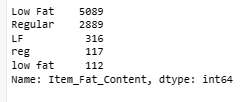 Low Fat    5089
Regular    2889
LF          316
reg         117
low fat     112
Name: Item_Fat_Content, dtype: int64